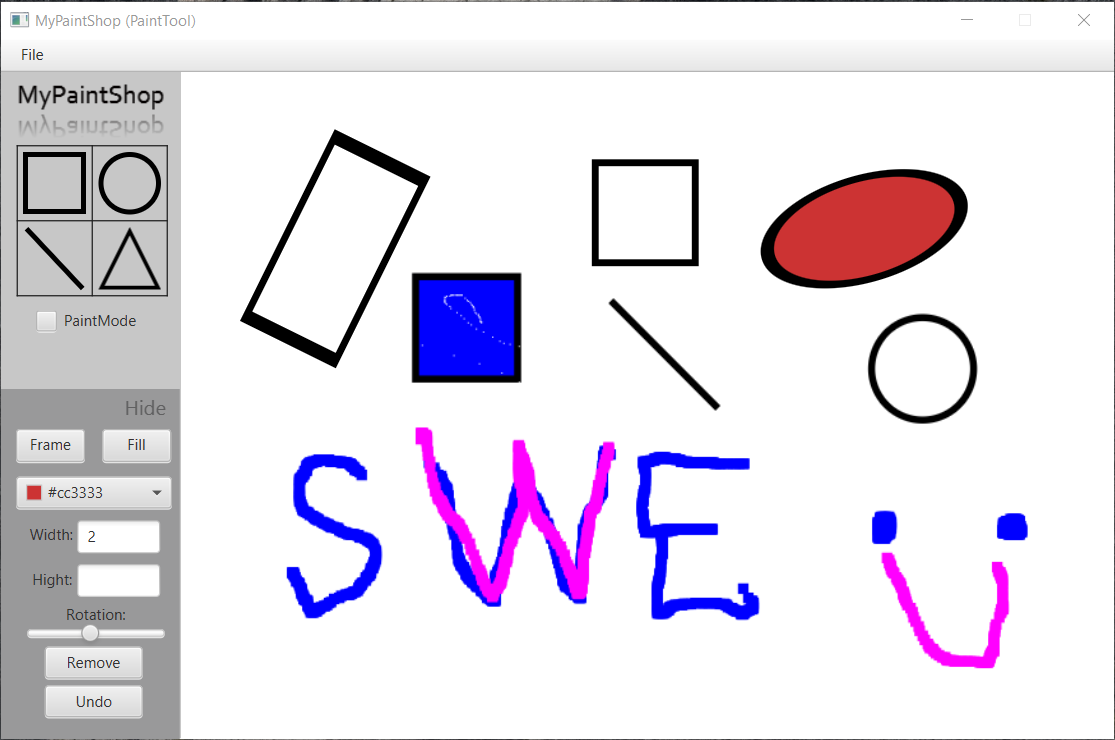 MyPaintShop (PaintTool)
File
MyPaintShop
PaintMode
Hide
Frame Fill
#cc3333
Width: 2
Hight:
Rotation:
Remove
Undo
SWE